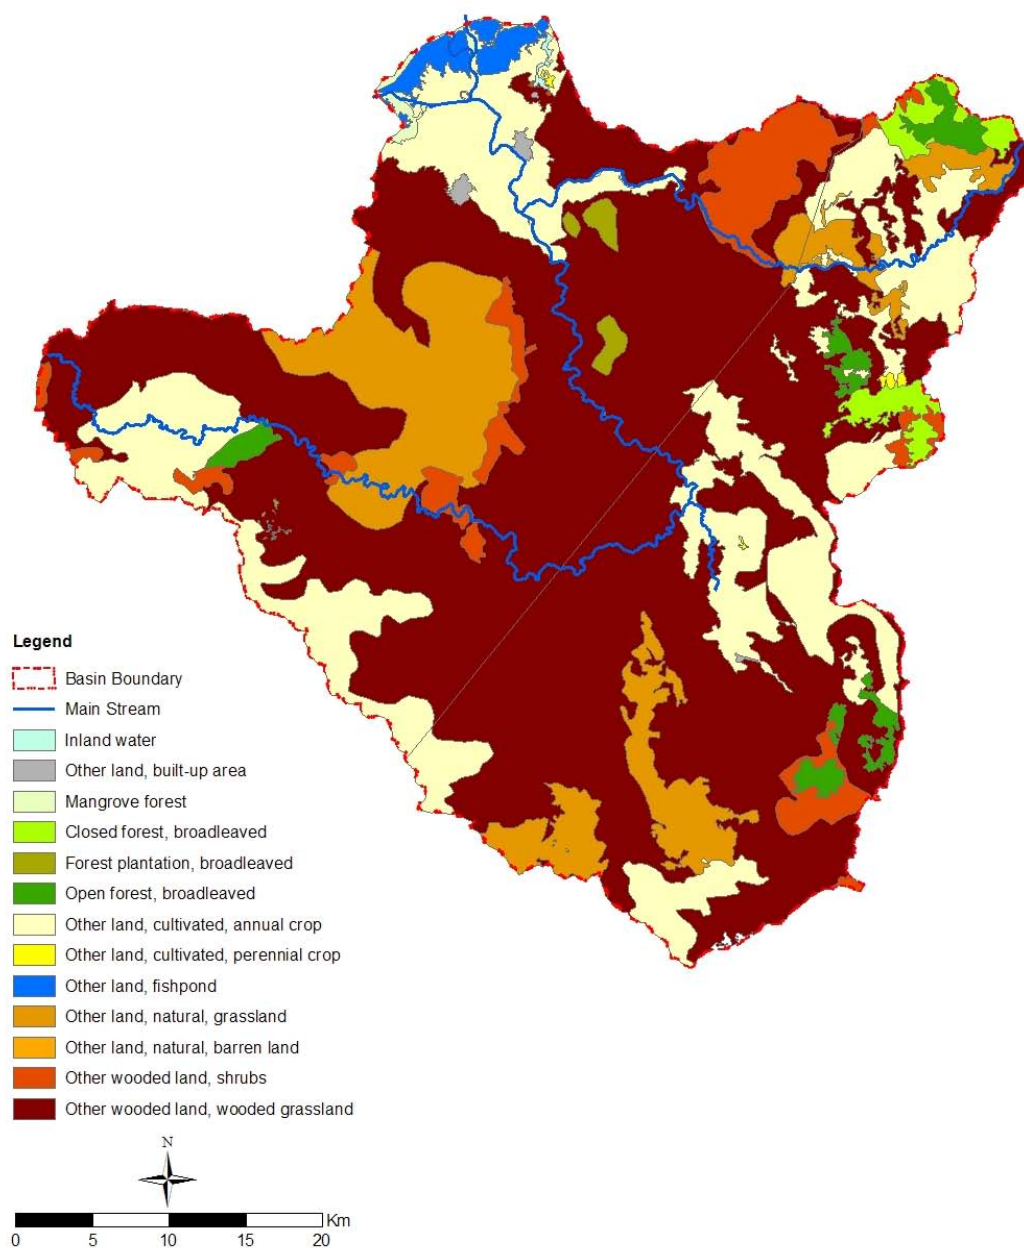 Legend
Basin Boundary
Main Stream
Inland water
Other land, built-up area
Mangrove forest
Closed forest, broadleaved
Forest plantation, broadleaved
Open forest, broadleaved
Other land, cultivated, annual crop
Other land, cultivated, perennial crop
Other land, fishpond
Other land, natural, grassland
Other land, natural, barren land
Other wooded land, shrubs
Other wooded land, wooded grassland
N
Km
0 5 10 15 20